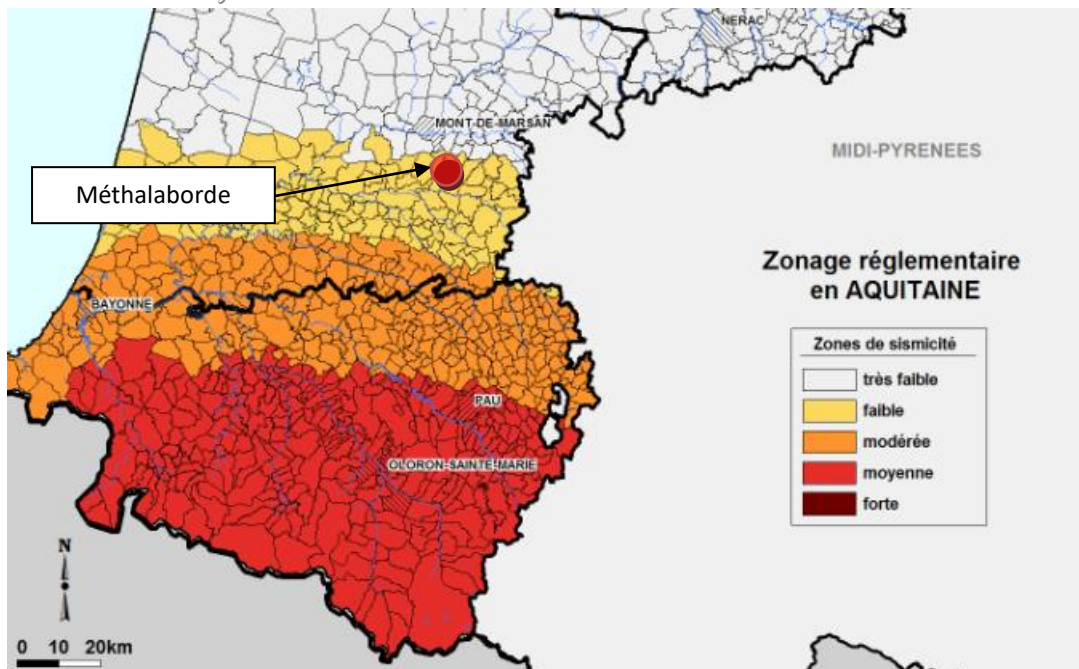 NERAC
MONT-DE-MARSAN
MIDI-PYRENEES
Méthalaborde
Zonage réglementaire
en AQUITAINE
BAYONNE
Zones de sismicité
très faible
faible
modérée
moyenne
forte
PAU
OLORON-SAINTE-MARIE
N
0 10 20km